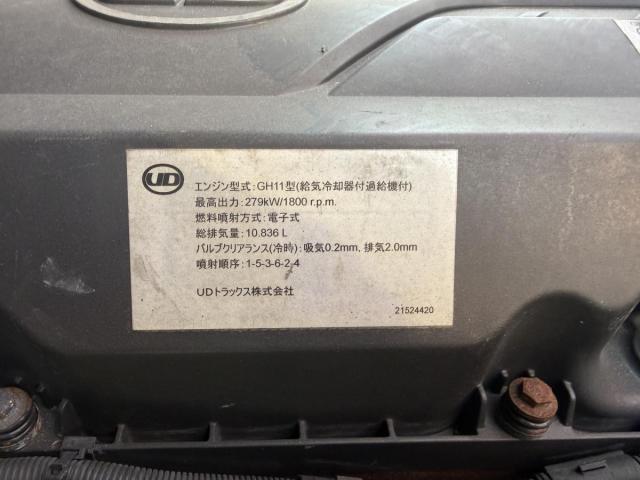 UD
エンジン型式:GH11型(給気冷却器付過給機付)
最高出力:279kW/1800 r.p.m.
燃料噴射方式:電子式
総排気量:10.836 L
バルブクリアランス(冷時):吸気0.2mm, 排気2.0mm
噴射順序:1-5-3-6-2-4
UDトラックス株式会社
21524420